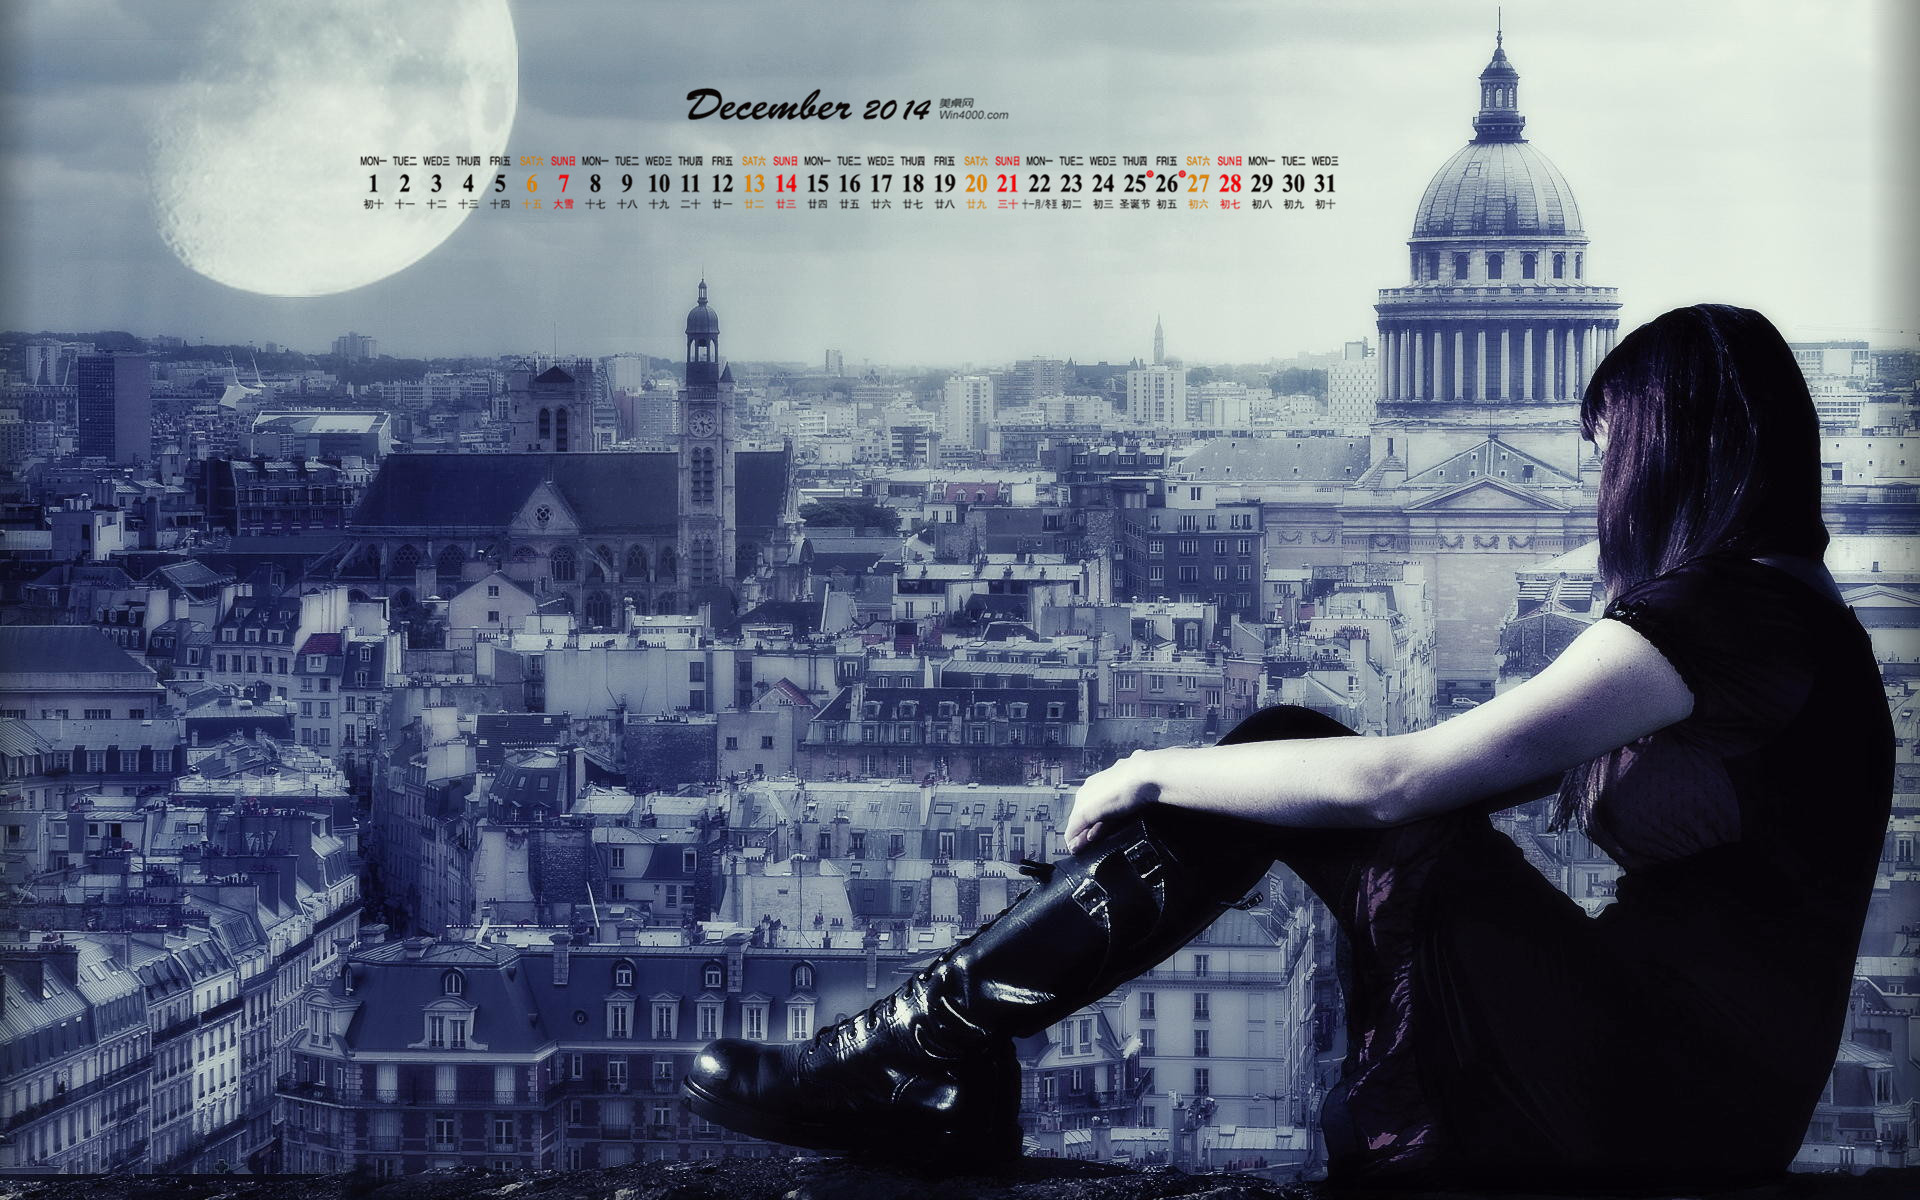 December 2014 美桌网
Win4000.com
MON一 TUE二 WED三 THU四 FRI五 SAT六 SUN日 MON一 TUE二 WED三 THU四 FRI五 SAT六 SUN日 MON一 TUE二 WED三 THU四 FRI五 SAT六 SUN日 MON一 TUE二 WED三 THU四 FRI五 SAT六 SUN日 MON一 TUE二 WED三
1 2 3 4 5 6 7 8 9 10 11 12 13 14 15 16 17 18 19 20 21 22 23 24 25 26 27 28 29 30 31
初十 十一 十二 十三 十四 十五 大雪 十七 十八 十九 二十 廿一 廿二 廿三 廿四 廿五 廿六 廿七 廿八 廿九 三十 十一月/冬至 初二 初三 圣诞节 初五 初六 初七 初八 初九 初十